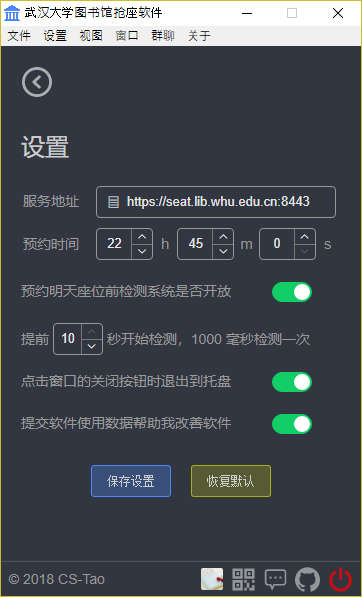 武汉大学图书馆抢座软件
文件 设置 视图 窗口 群聊 关于
设置
服务地址 https://seat.lib.whu.edu.cn:8443
预约时间 22 h 45 m 0 s
预约明天座位前检测系统是否开放
提前 10 秒开始检测，1000 毫秒检测一次
点击窗口的关闭按钮时退出到托盘
提交软件使用数据帮助我改善软件
保存设置 恢复默认
© 2018 CS-Tao